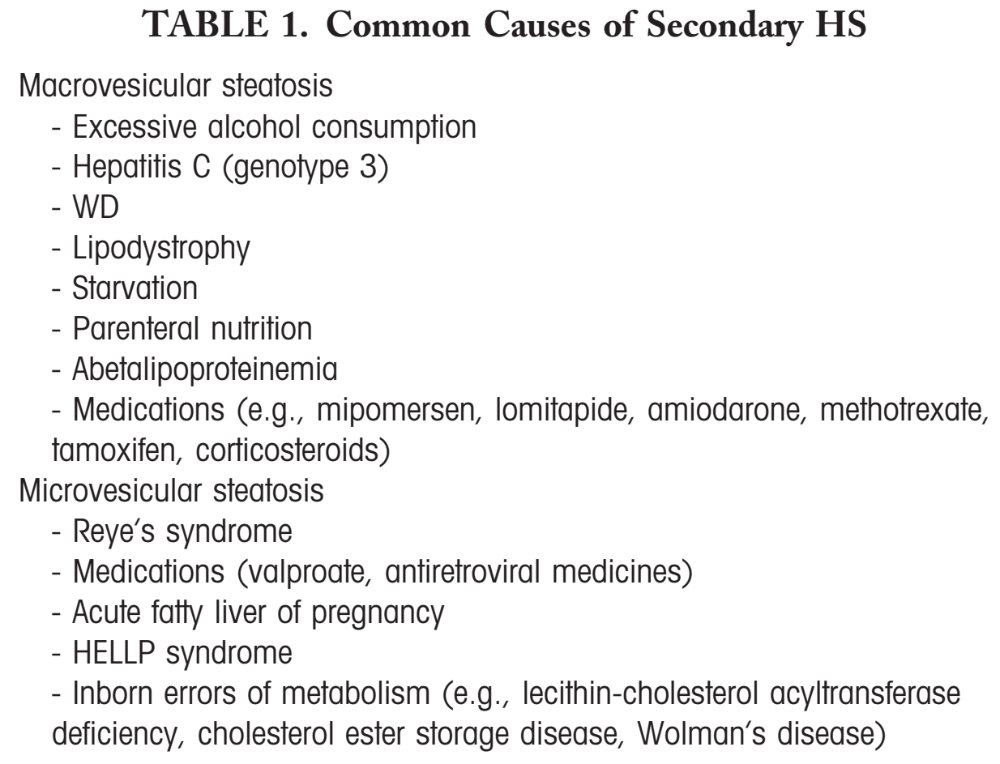 TABLE 1. Common Causes of Secondary HS
Macrovesicular steatosis
- Excessive alcohol consumption
- Hepatitis C (genotype 3)
- WD
- Lipodystrophy
- Starvation
- Parenteral nutrition
- Abetalipoproteinemia
- Medications (e.g., mipomersen, lomitapide, amiodarone, methotrexate,
tamoxifen, corticosteroids)
Microvesicular steatosis
- Reye’s syndrome
- Medications (valproate, antiretroviral medicines)
- Acute fatty liver of pregnancy
- HELLP syndrome
- Inborn errors of metabolism (e.g., lecithin-cholesterol acyltransferase
deficiency, cholesterol ester storage disease, Wolman’s disease)